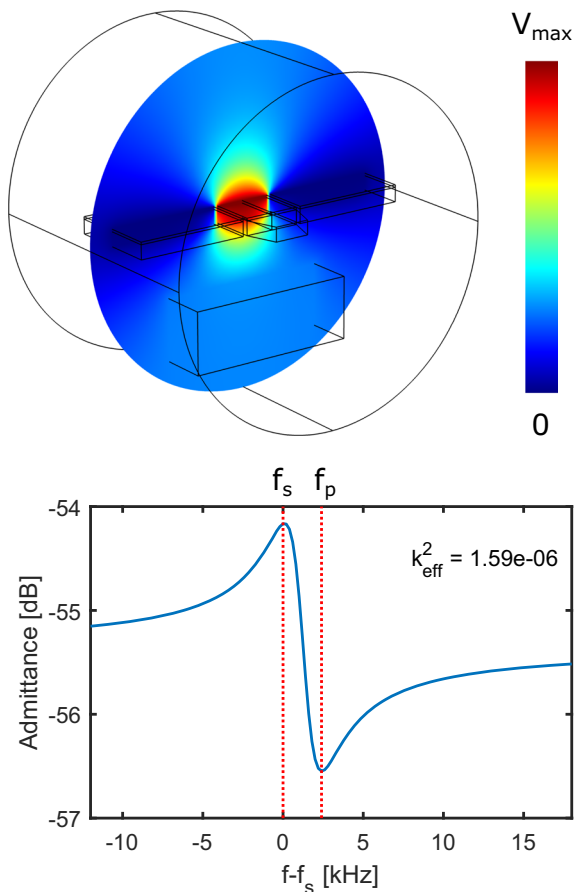 V_max
0
f_s f_p
-54
-55
-56
-57
k²_eff = 1.59e-06
Admittance [dB]
-10 -5 0 5 10 15
f-f_s [kHz]